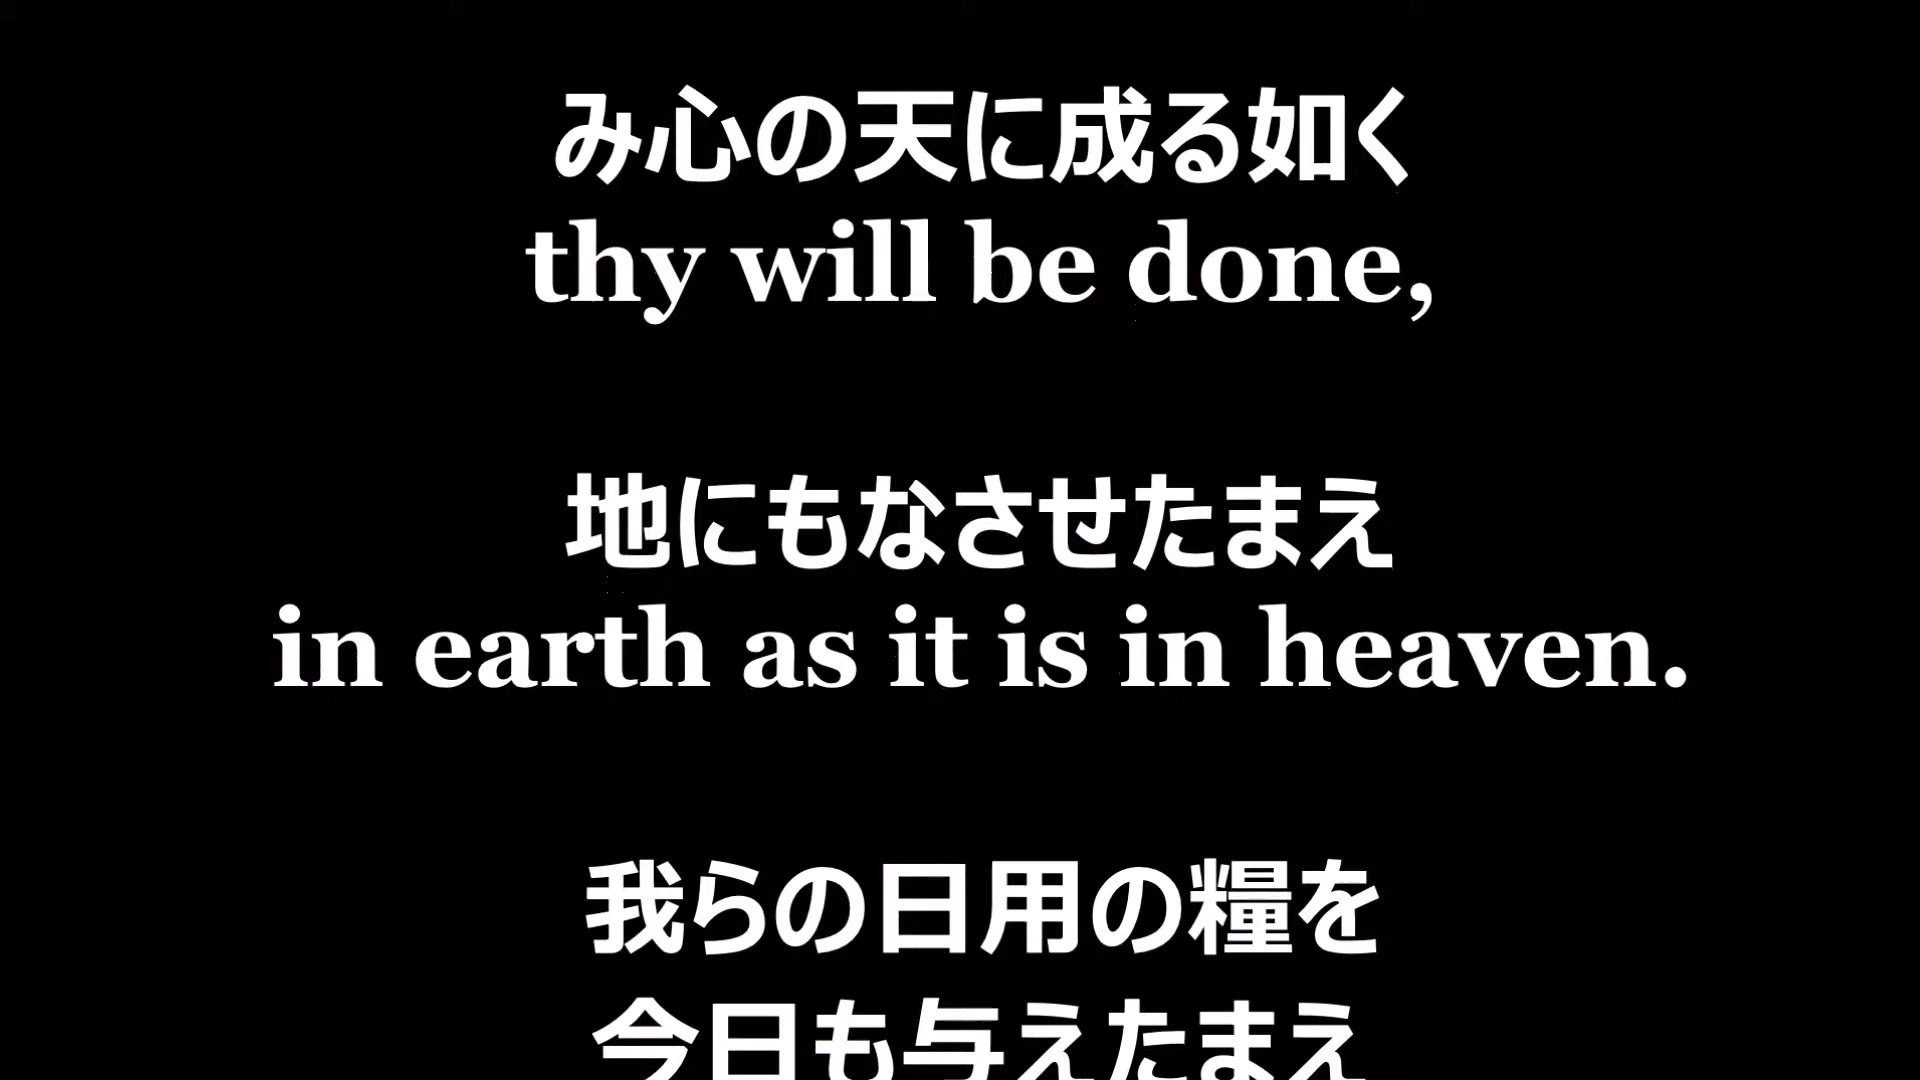 み心の天に成る如く
thy will be done,
地にもなさせたまえ
in earth as it is in heaven.
我らの日用の糧を
今日も与えたまえ